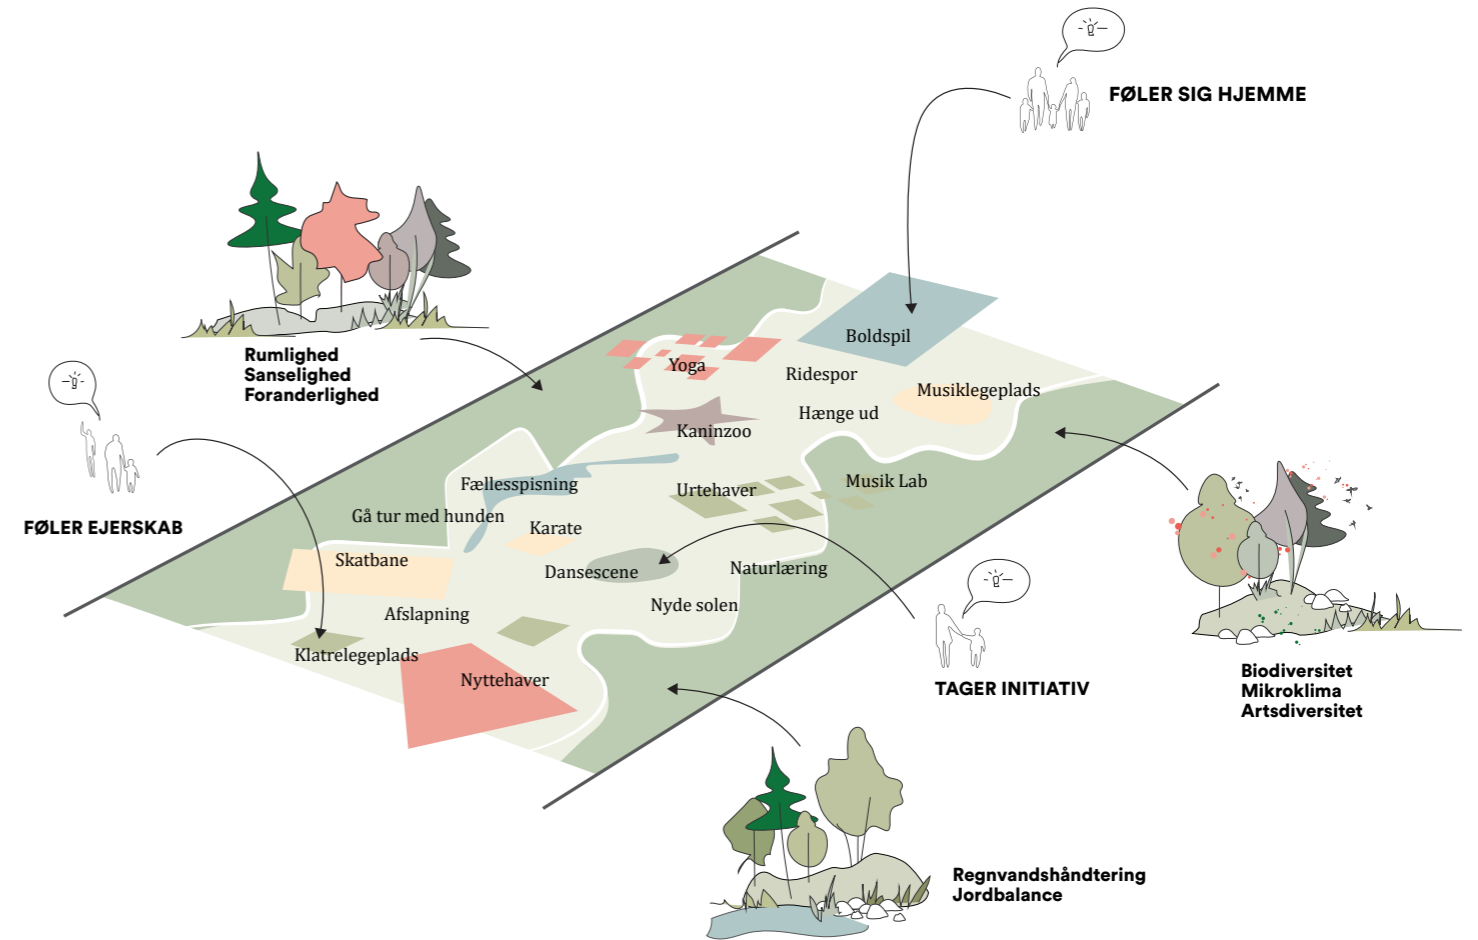 FØLER SIG HJEMME
Rumlighed
Sanselighed
Foranderlighed
FØLER EJERSKAB
Boldspil
Yoga
Ridespor
Musiklegeplads
Hænge ud
Kaninzoo
Fællesspisning
Urtehaver
Musik Lab
Gå tur med hunden
Karate
Skatbane
Dansescene
Naturlæring
Nyde solen
Afslapning
Klatrelegeplads
Nyttehaver
TAGER INITIATIV
Biodiversitet
Mikroklima
Artsdiversitet
Regnvandshåndtering
Jordbalance